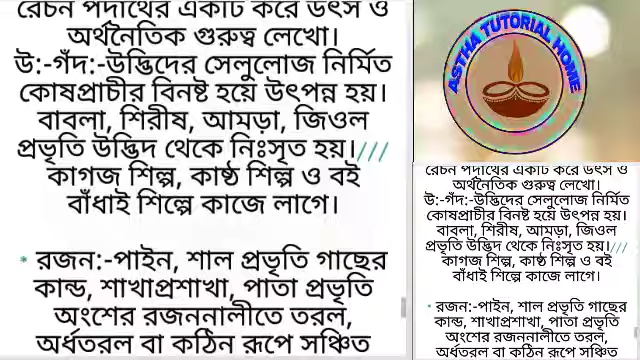 রেচন পদার্থের একটি করে উৎস ও
অর্থনৈতিক গুরুত্ব লেখো।
উ:-গঁদ:-উদ্ভিদের সেলুলোজ নির্মিত
কোষপ্রাচীর বিনষ্ট হয়ে উৎপন্ন হয়।
বাবলা, শিরীষ, আমড়া, জিওল
প্রভৃতি উদ্ভিদ থেকে নিঃসৃত হয়।///
কাগজ শিল্প, কাষ্ঠ শিল্প ও বই
বাঁধাই শিল্পে কাজে লাগে।
* রজন:-পাইন, শাল প্রভৃতি গাছের
কান্ড, শাখাপ্রশাখা, পাতা প্রভৃতি
অংশের রজননালীতে তরল,
অর্ধতরল বা কঠিন রূপে সঞ্চিত
ASTHA TUTORIAL HOME
রেচন পদার্থের একটি করে উৎস ও
অর্থনৈতিক গুরুত্ব লেখো।
উ:-গঁদ:-উদ্ভিদের সেলুলোজ নির্মিত
কোষপ্রাচীর বিনষ্ট হয়ে উৎপন্ন হয়।
বাবলা, শিরীষ, আমড়া, জিওল
প্রভৃতি উদ্ভিদ থেকে নিঃসৃত হয়।///
কাগজ শিল্প, কাষ্ঠ শিল্প ও বই
বাঁধাই শিল্পে কাজে লাগে।
* রজন:-পাইন, শাল প্রভৃতি গাছের
কান্ড, শাখাপ্রশাখা, পাতা প্রভৃতি
অংশের রজননালীতে তরল,
অর্ধতরল বা কঠিন রূপে সঞ্চিত